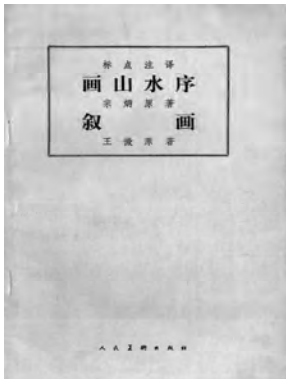 标点注译
画山水序
宗炳原著
叙画
王微原著
人民美术出版社